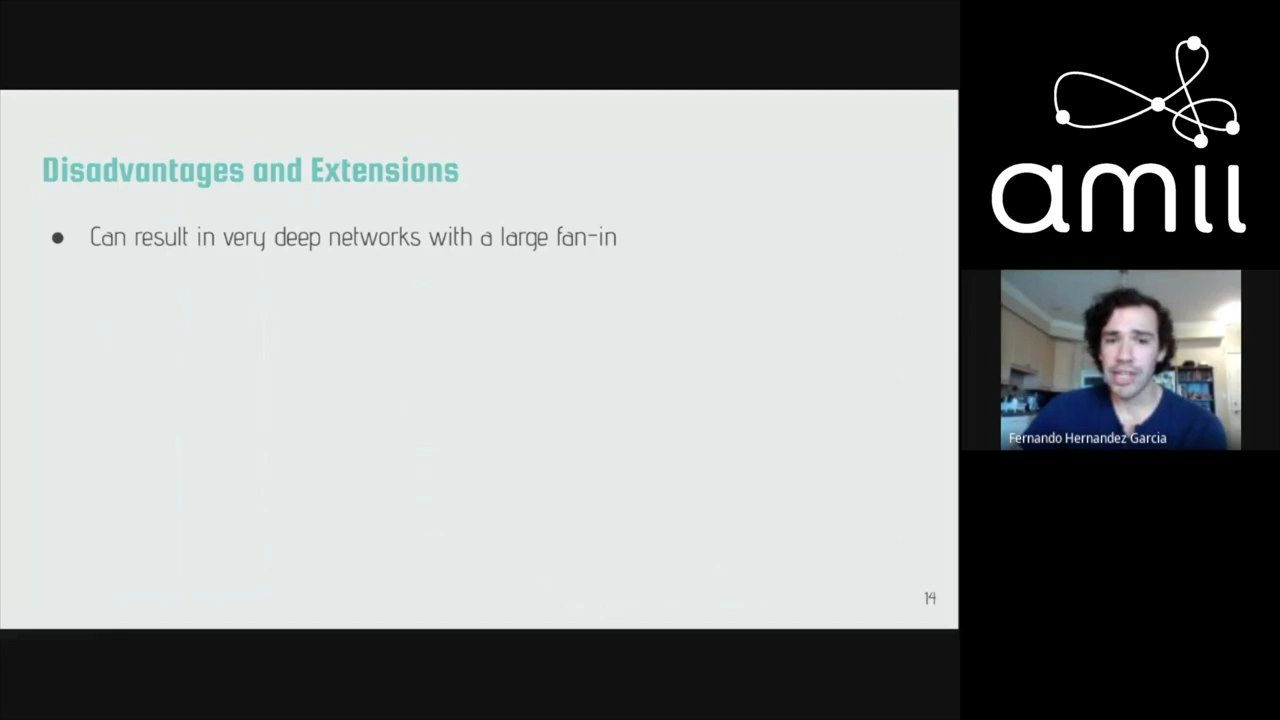 Disadvantages and Extensions
● Can result in very deep networks with a large fan-in
14
amii
Fernando Hernandez Garcia